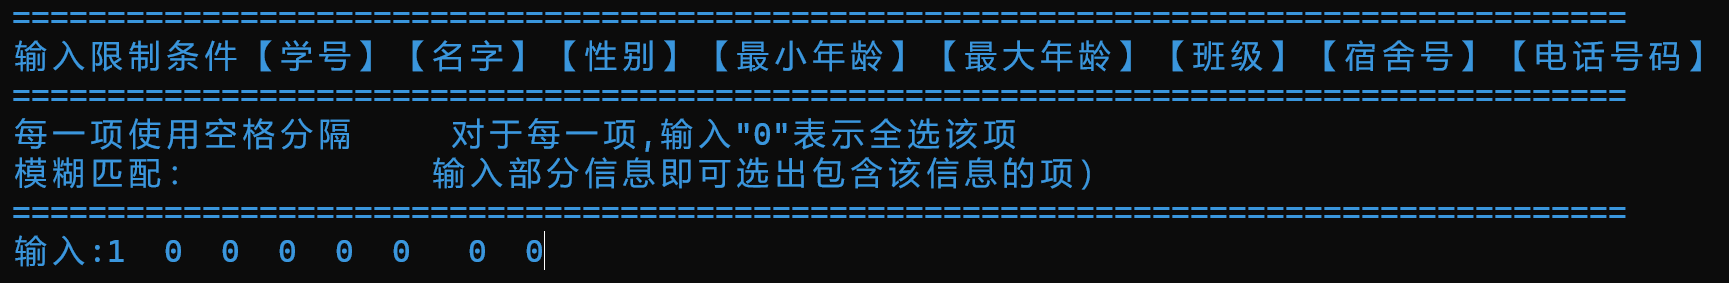 =====================================================================================
输入限制条件【学号】【名字】【性别】【最小年龄】【最大年龄】【班级】【宿舍号】【电话号码】
=====================================================================================
每一项使用空格分隔     对于每一项,输入"0"表示全选该项
模糊匹配:             输入部分信息即可选出包含该信息的项)
=====================================================================================
输入:1  0  0  0  0  0   0  0